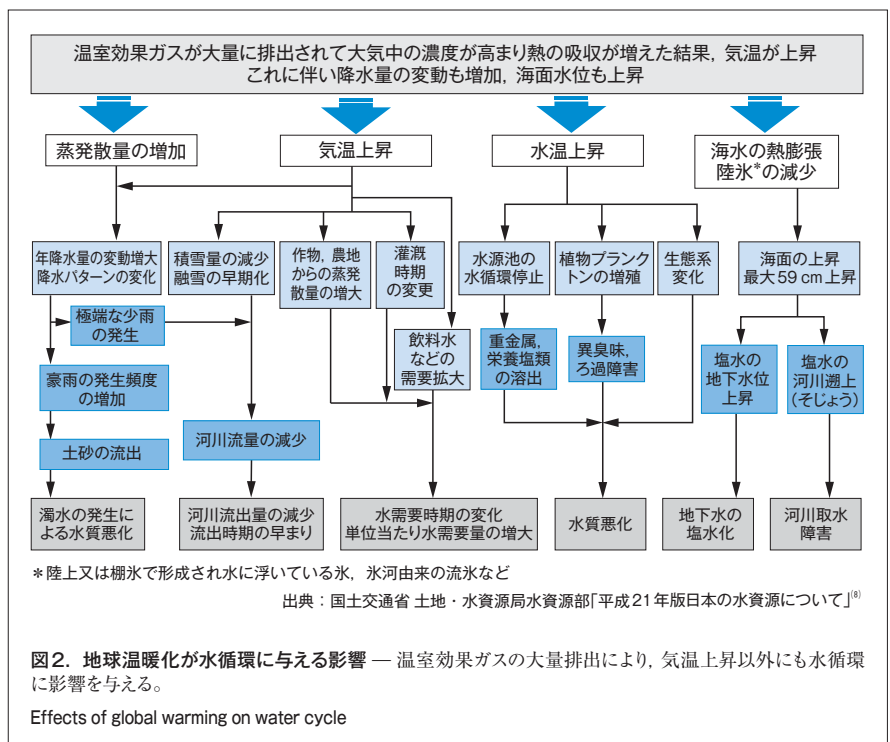 温室効果ガスが大量に排出されて大気中の濃度が高まり熱の吸収が増えた結果，気温が上昇
これに伴い降水量の変動も増加，海面水位も上昇
蒸発散量の増加
気温上昇
水温上昇
海水の熱膨張
陸氷*の減少
年降水量の変動増大
降水パターンの変化
積雪量の減少
融雪の早期化
作物，農地
からの蒸発
散量の増大
灌漑
時期
の変更
水源池の
水循環停止
植物プランク
トンの増殖
生態系
変化
海面の上昇
最大59 cm上昇
極端な少雨
の発生
飲料水
などの
需要拡大
重金属，
栄養塩類
の溶出
異臭味，
ろ過障害
塩水の
地下水位
上昇
塩水の
河川遡上
（そじょう）
豪雨の発生頻度
の増加
土砂の流出
河川流量の減少
濁水の発生に
よる水質悪化
河川流出量の減少
流出時期の早まり
水需要時期の変化
単位当たり水需要量の増大
水質悪化
地下水の
塩水化
河川取水
障害
＊陸上又は棚氷で形成され水に浮いている氷，氷河由来の流氷など
出典：国土交通省 土地・水資源局水資源部「平成21年版日本の水資源について」(8)
図2．地球温暖化が水循環に与える影響 — 温室効果ガスの大量排出により，気温上昇以外にも水循環
に影響を与える。
Effects of global warming on water cycle